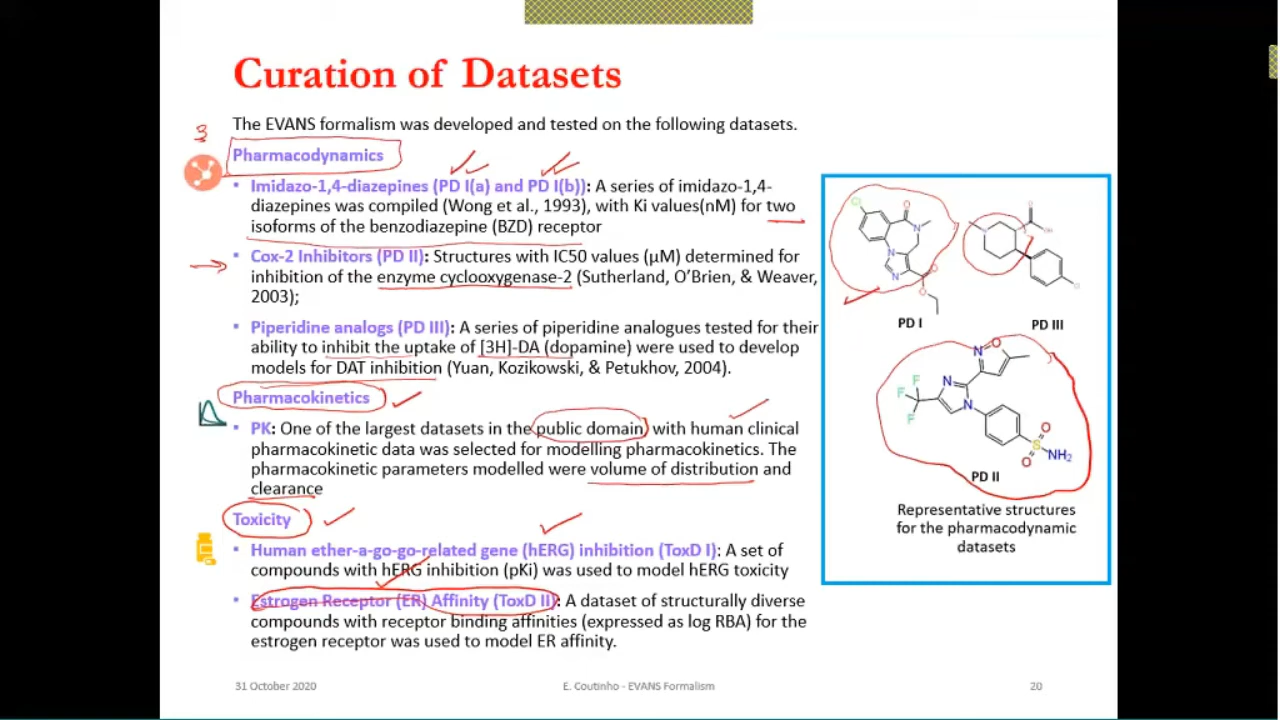 Curation of Datasets
The EVANS formalism was developed and tested on the following datasets.
3
Pharmacodynamics
• Imidazo-1,4-diazepines (PD I(a) and PD I(b)): A series of imidazo-1,4-
diazepines was compiled (Wong et al., 1993), with Ki values(nM) for two
isoforms of the benzodiazepine (BZD) receptor
• Cox-2 Inhibitors (PD II): Structures with IC50 values (μM) determined for
inhibition of the enzyme cyclooxygenase-2 (Sutherland, O'Brien, & Weaver,
2003);
• Piperidine analogs (PD III): A series of piperidine analogues tested for their
ability to inhibit the uptake of [3H]-DA (dopamine) were used to develop
models for DAT inhibition (Yuan, Kozikowski, & Petukhov, 2004).
Pharmacokinetics
• PK: One of the largest datasets in the public domain with human clinical
pharmacokinetic data was selected for modelling pharmacokinetics. The
pharmacokinetic parameters modelled were volume of distribution and
clearance
Toxicity
• Human ether-a-go-go-related gene (hERG) inhibition (ToxD I): A set of
compounds with hERG inhibition (pKi) was used to model hERG toxicity
• Estrogen Receptor (ER) Affinity (ToxD II): A dataset of structurally diverse
compounds with receptor binding affinities (expressed as log RBA) for the
estrogen receptor was used to model ER affinity.
Cl
O
N
N
N
O
O
PD I
N
O
OH
Cl
PD III
N
O
N
N
F
F
F
S
O
O
NH2
PD II
Representative structures
for the pharmacodynamic
datasets
31 October 2020
E. Coutinho - EVANS Formalism
20